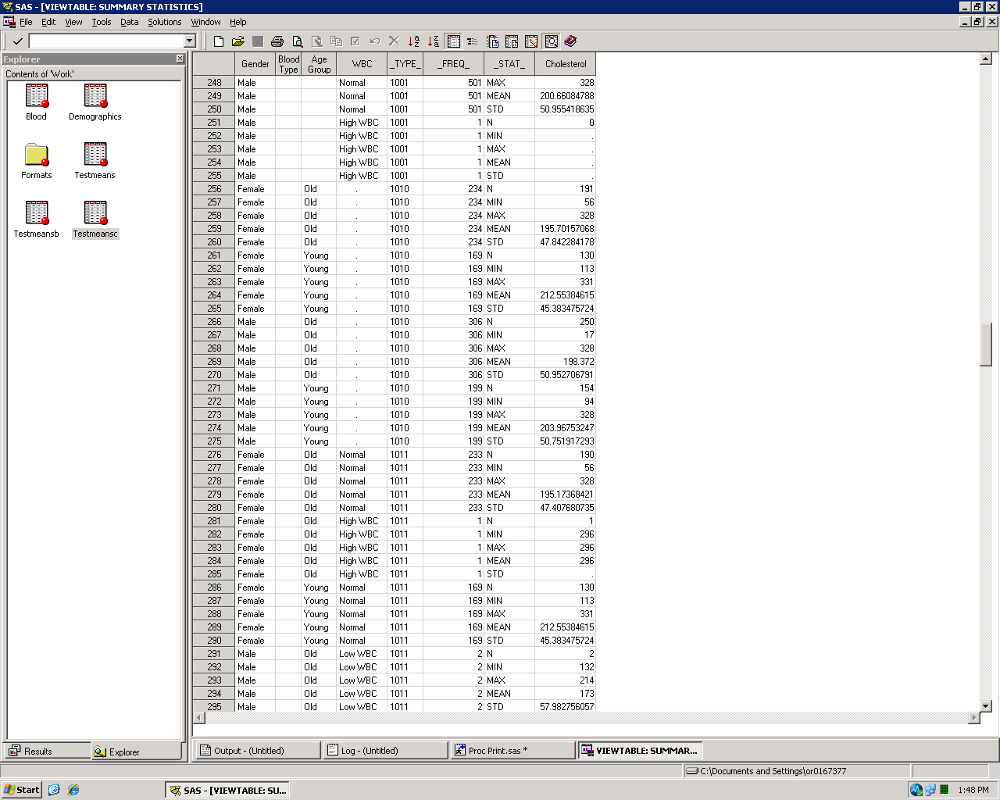 SAS - [VIEWTABLE: SUMMARY STATISTICS]
File Edit View Tools Data Solutions Window Help
Explorer
Contents of 'Work'
Blood Demographics
Formats Testmeans
Testmeansb Testmeansc
Gender Blood Type Age Group WBC _TYPE_ _FREQ_ _STAT_ Cholesterol
248 Male Normal 1001 501 MAX 328
249 Male Normal 1001 501 MEAN 200.66084788
250 Male Normal 1001 501 STD 50.955418635
251 Male High WBC 1001 1 N 0
252 Male High WBC 1001 1 MIN .
253 Male High WBC 1001 1 MAX .
254 Male High WBC 1001 1 MEAN .
255 Male High WBC 1001 1 STD .
256 Female Old . 1010 234 N 191
257 Female Old . 1010 234 MIN 56
258 Female Old . 1010 234 MAX 328
259 Female Old . 1010 234 MEAN 195.70157068
260 Female Old . 1010 234 STD 47.842284178
261 Female Young . 1010 169 N 130
262 Female Young . 1010 169 MIN 113
263 Female Young . 1010 169 MAX 331
264 Female Young . 1010 169 MEAN 212.55384615
265 Female Young . 1010 169 STD 45.383475724
266 Male Old . 1010 306 N 250
267 Male Old . 1010 306 MIN 17
268 Male Old . 1010 306 MAX 328
269 Male Old . 1010 306 MEAN 198.372
270 Male Old . 1010 306 STD 50.952706791
271 Male Young . 1010 199 N 154
272 Male Young . 1010 199 MIN 94
273 Male Young . 1010 199 MAX 328
274 Male Young . 1010 199 MEAN 203.96753247
275 Male Young . 1010 199 STD 50.751917293
276 Female Old Normal 1011 233 N 190
277 Female Old Normal 1011 233 MIN 56
278 Female Old Normal 1011 233 MAX 328
279 Female Old Normal 1011 233 MEAN 195.17368421
280 Female Old Normal 1011 233 STD 47.407680735
281 Female Old High WBC 1011 1 N 1
282 Female Old High WBC 1011 1 MIN 296
283 Female Old High WBC 1011 1 MAX 296
284 Female Old High WBC 1011 1 MEAN 296
285 Female Old High WBC 1011 1 STD .
286 Female Young Normal 1011 169 N 130
287 Female Young Normal 1011 169 MIN 113
288 Female Young Normal 1011 169 MAX 331
289 Female Young Normal 1011 169 MEAN 212.55384615
290 Female Young Normal 1011 169 STD 45.383475724
291 Male Old Low WBC 1011 2 N 2
292 Male Old Low WBC 1011 2 MIN 132
293 Male Old Low WBC 1011 2 MAX 214
294 Male Old Low WBC 1011 2 MEAN 173
295 Male Old Low WBC 1011 2 STD 57.982756057
Results Explorer
Output - (Untitled) Log - (Untitled) Proc Print.sas * VIEWTABLE: SUMMAR...
C:\Documents and Settings\or0167377
Start SAS - [VIEWTABLE: SU... 1:48 PM